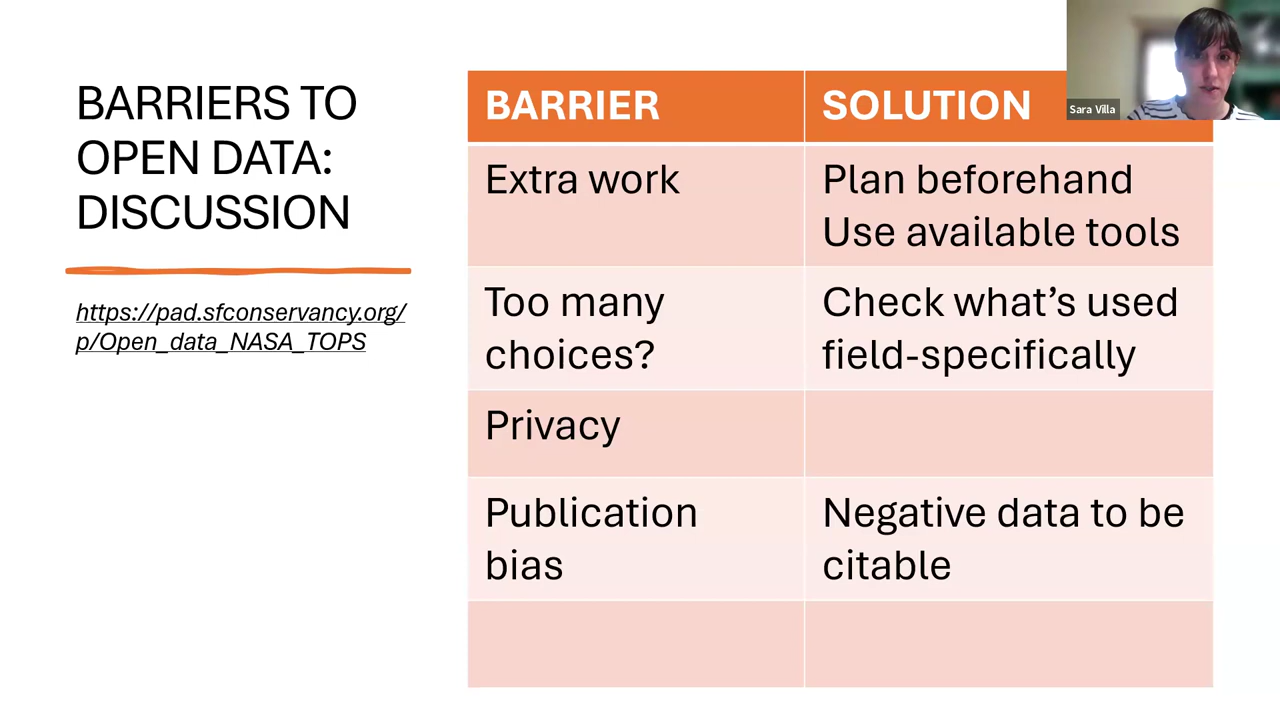 BARRIERS TO
OPEN DATA:
DISCUSSION
https://pad.sfconservancy.org/
p/Open_data_NASA_TOPS
BARRIER
SOLUTION
Extra work
Plan beforehand
Use available tools
Too many
choices?
Check what’s used
field-specifically
Privacy
Publication
bias
Negative data to be
citable
Sara Villa